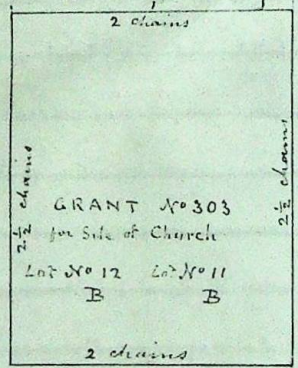 2 chains
2½ chains
2½ chains
GRANT No 303
for Site of Church
Lot No 12 Lot No 11
B B
2 chains